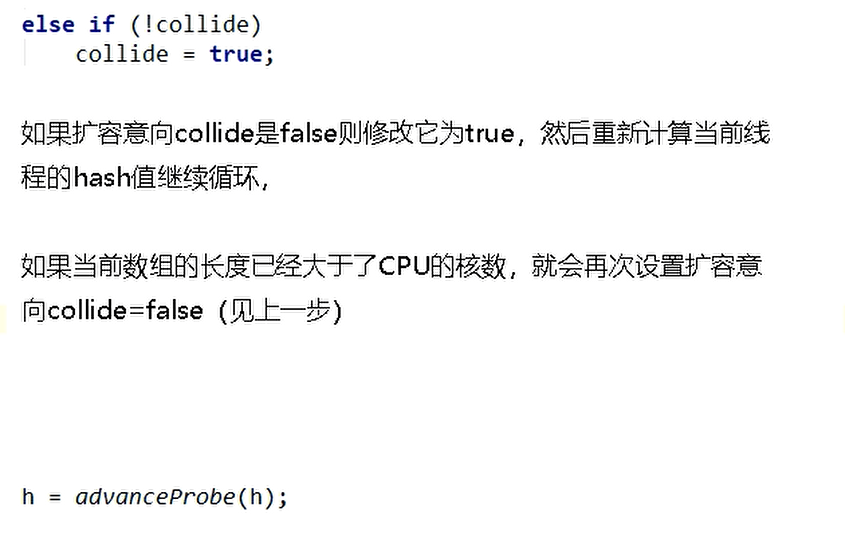 else if (!collide)
collide = true;
如果扩容意向collide是false则修改它为true，然后重新计算当前线
程的hash值继续循环，
如果当前数组的长度已经大于了CPU的核数，就会再次设置扩容意
向collide=false（见上一步）
h = advanceProbe(h);